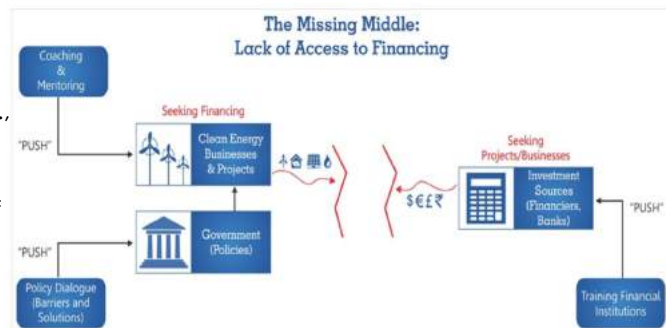 The Missing Middle:
Lack of Access to Financing
Coaching
&
Mentoring
"PUSH"
Seeking Financing
Clean Energy
Businesses
& Projects
Seeking
Projects/Businesses
Investment
Sources
(Financiers,
Banks)
$€£₹
"PUSH"
Government
(Policies)
"PUSH"
Policy Dialogue
(Barriers and
Solutions)
Training Financial
Institutions